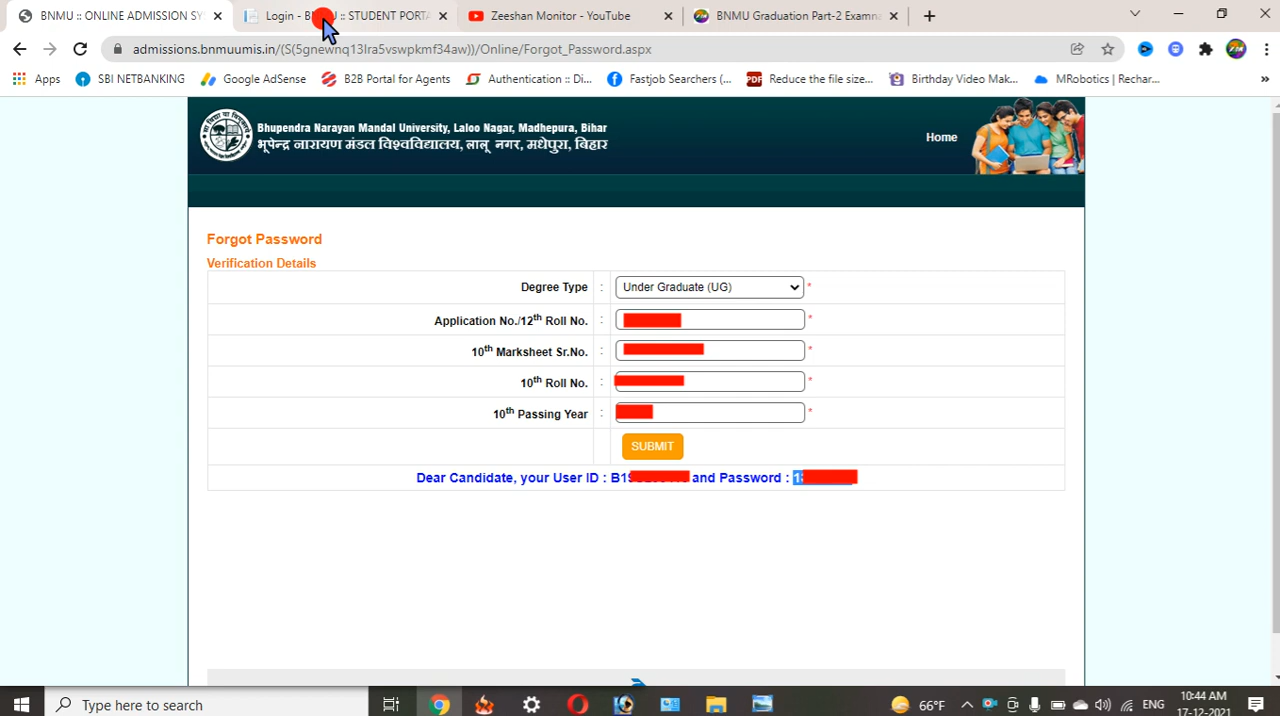 BNMU :: ONLINE ADMISSION SY
Login - B :: STUDENT PORTA
Zeeshan Monitor - YouTube
BNMU Graduation Part-2 Examna
admissions.bnmuumis.in/(S(5gnewnq13lra5vswpkmf34aw))/Online/Forgot_Password.aspx
Apps
SBI NETBANKING
Google AdSense
B2B Portal for Agents
Authentication :: Di...
Fastjob Searchers (...
PDF
Reduce the file size...
Birthday Video Mak...
MRobotics | Rechar...
Bhupendra Narayan Mandal University, Laloo Nagar, Madhepura, Bihar
भूपेन्द्र नारायण मंडल विश्वविद्यालय, लालू नगर, मधेपुरा, बिहार
Home
Forgot Password
Verification Details
Degree Type : Under Graduate (UG) *
Application No./12th Roll No. : *
10th Marksheet Sr.No. : *
10th Roll No. : *
10th Passing Year : *
SUBMIT
Dear Candidate, your User ID : and Password :
Type here to search
66°F
ENG
10:44 AM
17-12-2021